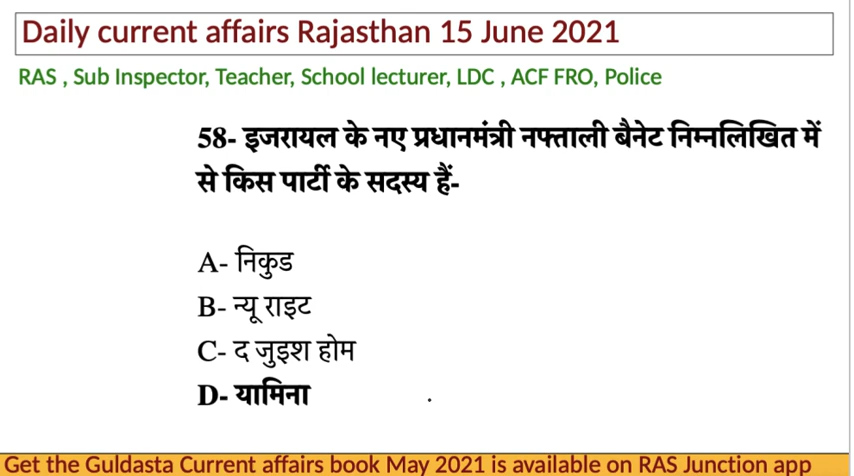 Daily current affairs Rajasthan 15 June 2021
RAS , Sub Inspector, Teacher, School lecturer, LDC , ACF FRO, Police
58- इजरायल के नए प्रधानमंत्री नफ्ताली बैनेट निम्नलिखित में
से किस पार्टी के सदस्य हैं-
A- निकुड
B- न्यू राइट
C- द जुइश होम
D- यामिना
Get the Guldasta Current affairs book May 2021 is available on RAS Junction app